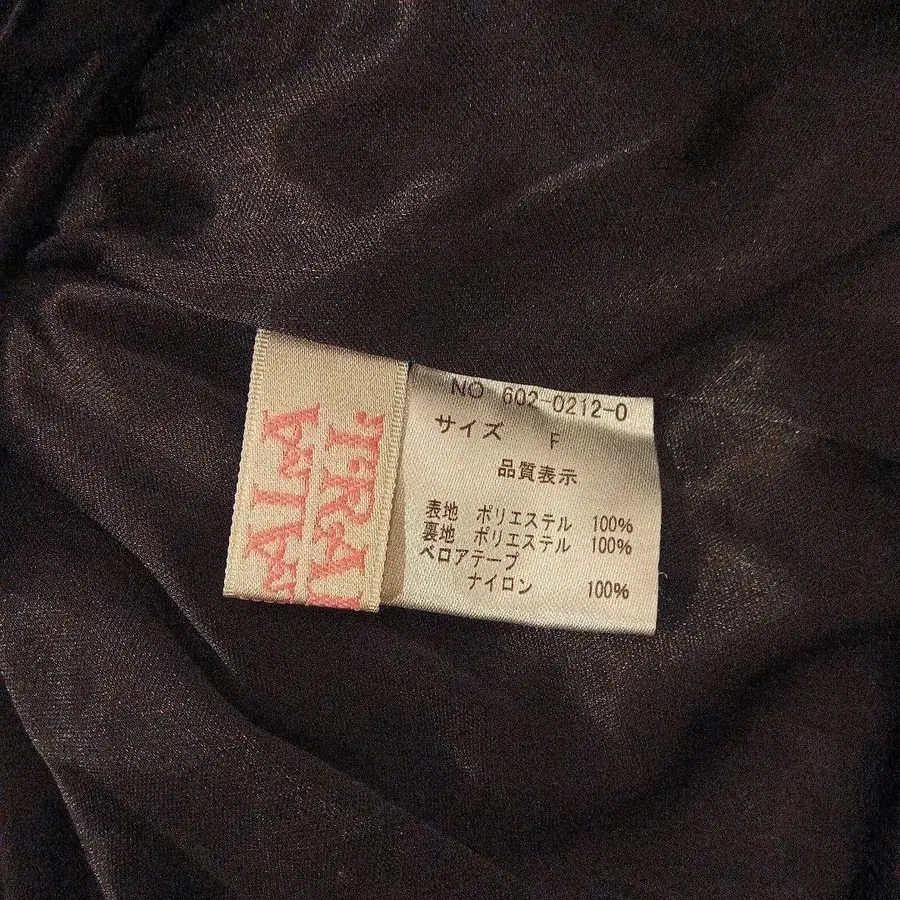 NO 602-0212-0
サイズ F
品質表示
表地 ポリエステル 100%
裏地 ポリエステル 100%
ベロアテープ
ナイロン 100%